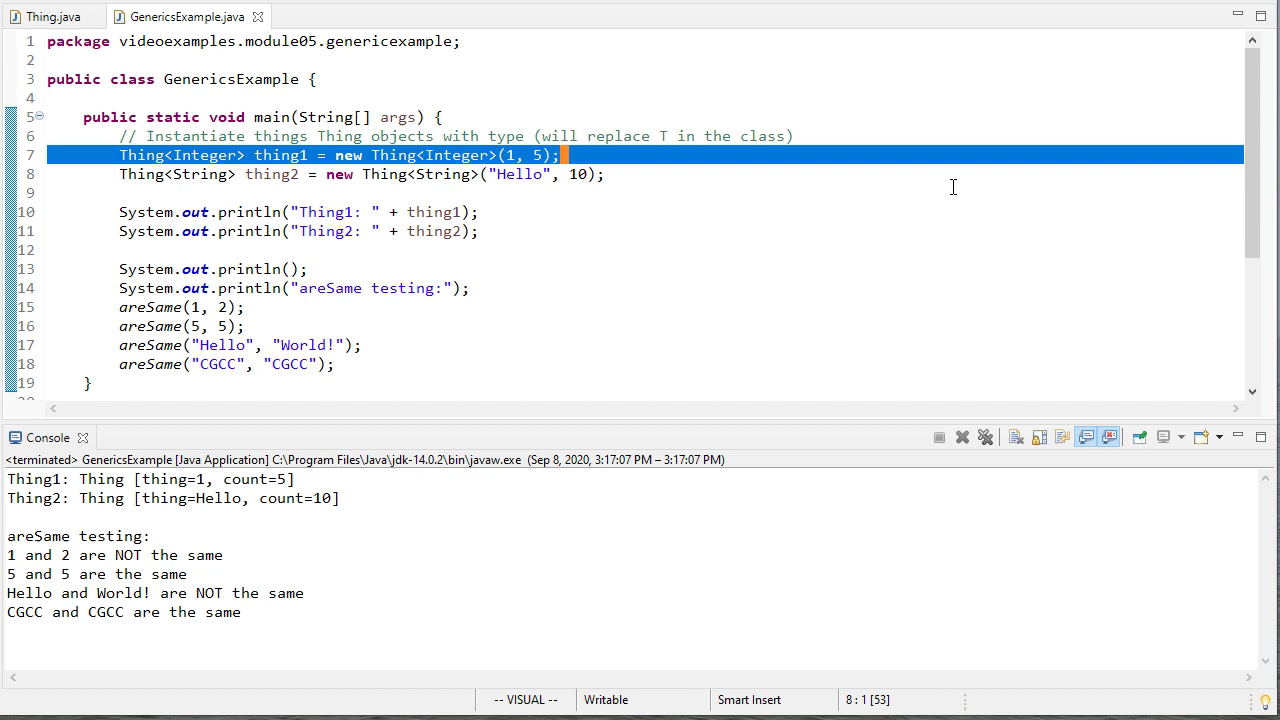 Thing.java GenericsExample.java
1 package videoexamples.module05.genericexample;
2
3 public class GenericsExample {
4
5 public static void main(String[] args) {
6 // Instantiate things Thing objects with type (will replace T in the class)
7 Thing<Integer> thing1 = new Thing<Integer>(1, 5);
8 Thing<String> thing2 = new Thing<String>("Hello", 10);
9
10 System.out.println("Thing1: " + thing1);
11 System.out.println("Thing2: " + thing2);
12
13 System.out.println();
14 System.out.println("areSame testing:");
15 areSame(1, 2);
16 areSame(5, 5);
17 areSame("Hello", "World!");
18 areSame("CGCC", "CGCC");
19 }
Console
<terminated> GenericsExample [Java Application] C:\Program Files\Java\jdk-14.0.2\bin\javaw.exe (Sep 8, 2020, 3:17:07 PM – 3:17:07 PM)
Thing1: Thing [thing=1, count=5]
Thing2: Thing [thing=Hello, count=10]
areSame testing:
1 and 2 are NOT the same
5 and 5 are the same
Hello and World! are NOT the same
CGCC and CGCC are the same
-- VISUAL -- Writable Smart Insert 8 : 1 [53]